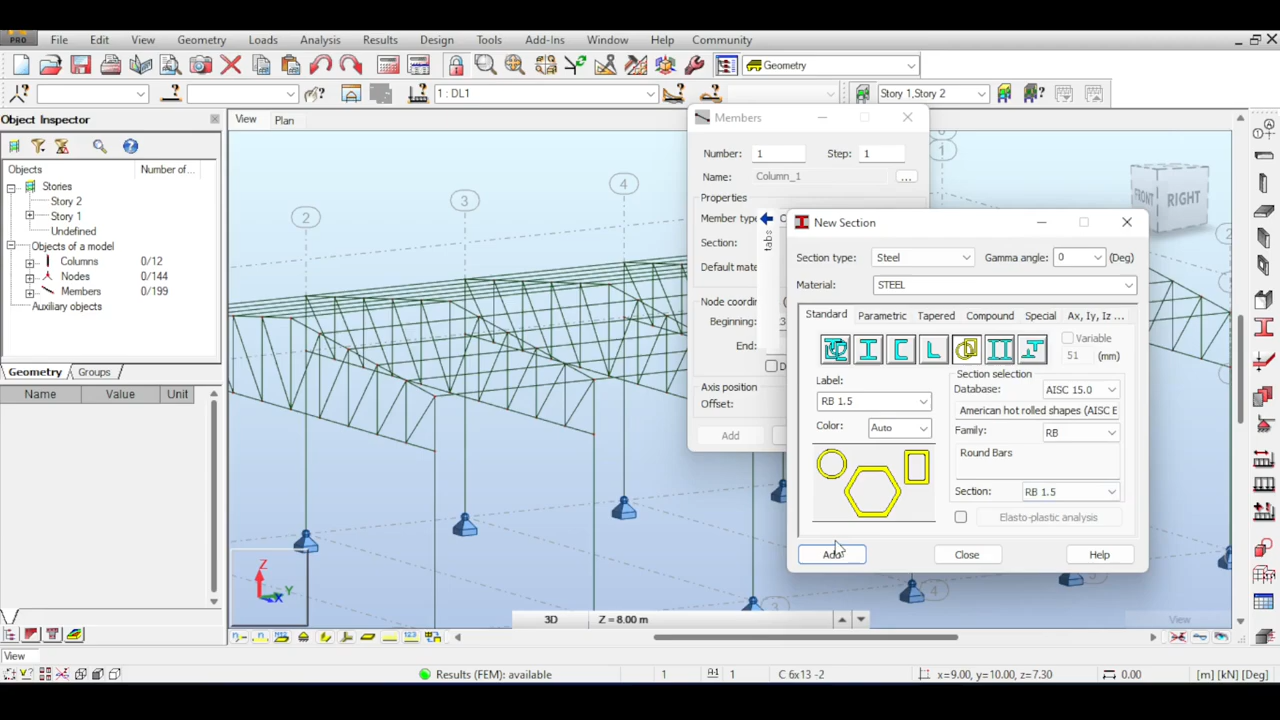 PRO File Edit View Geometry Loads Analysis Results Design Tools Add-Ins Window Help Community
Geometry
1 : DL1
Story 1,Story 2
Object Inspector
View Plan
Objects Number of...
Stories
Story 2
Story 1
Undefined
Objects of a model
Columns 0/12
Nodes 0/144
Members 0/199
Auxiliary objects
Geometry Groups
Name Value Unit
2
3
4
1
FRONT RIGHT
Members
Number: 1 Step: 1
Name: Column_1 ...
Properties
Member type
Section:
Default mate
Node coordin
Beginning: 3
End:
Axis position
Offset:
Add
tabs
New Section
Section type: Steel Gamma angle: 0 (Deg)
Material: STEEL
Standard Parametric Tapered Compound Special Ax, Iy, Iz ...
Variable
51 (mm)
Label:
RB 1.5
Color: Auto
Section selection
Database: AISC 15.0
American hot rolled shapes (AISC E
Family: RB
Round Bars
Section: RB 1.5
Elasto-plastic analysis
Add Close Help
3
4
Z
Y
X
3D Z = 8.00 m
View
View
Results (FEM): available 1 1 C 6x13 -2 x=9.00, y=10.00, z=7.30 0.00 [m] [kN] [Deg]